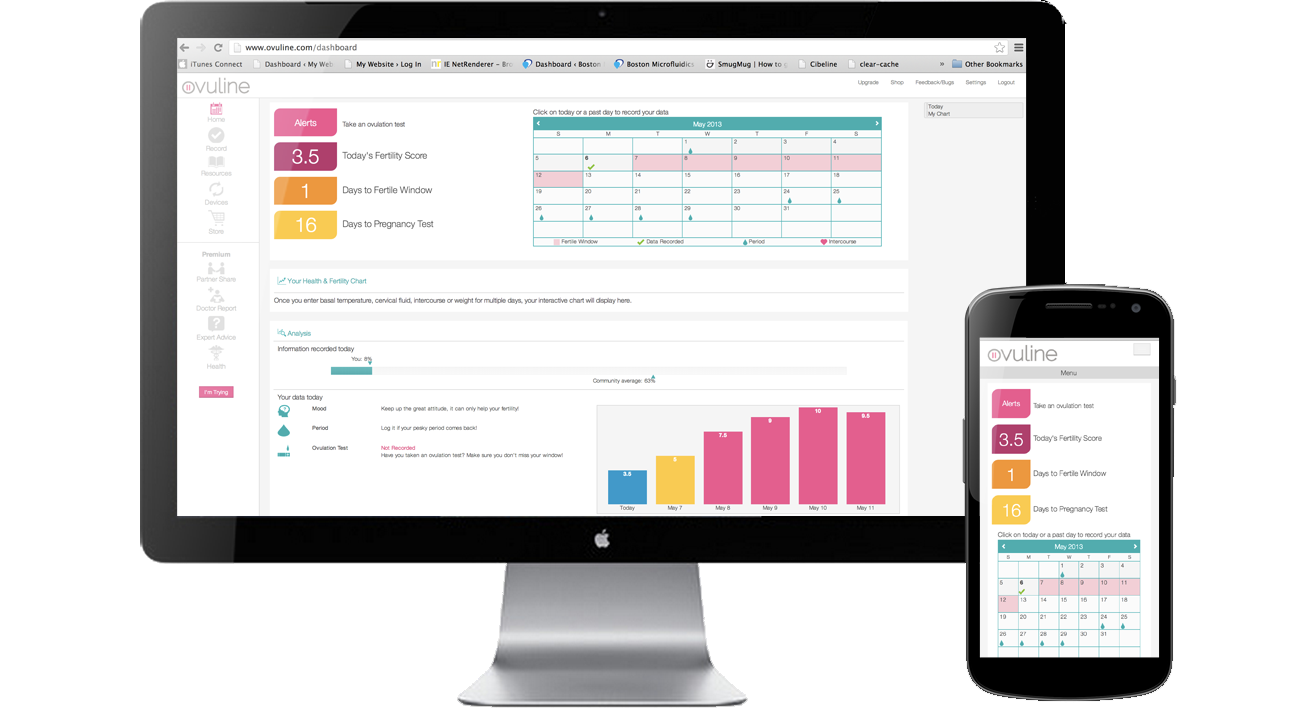 www.ovuline.com/dashboard
iTunes Connect Dashboard ‹ My Web My Website › Log In IE NetRenderer - Bro Dashboard ‹ Boston Boston Microfluidics SmugMug | How to g Cibeline clear-cache » Other Bookmarks
ovuline
Upgrade Shop Feedback/Bugs Settings Logout
Home
Record
Resources
Devices
Store
Premium
Partner Share
Doctor Report
Expert Advice
Health
I'm Trying
Alerts Take an ovulation test
3.5 Today's Fertility Score
1 Days to Fertile Window
16 Days to Pregnancy Test
Click on today or a past day to record your data
‹ May 2013 ›
S M T W T F S
1 2 3 4
5 6 7 8 9 10 11
12 13 14 15 16 17 18
19 20 21 22 23 24 25
26 27 28 29 30 31
Fertile Window Data Recorded Period Intercourse
Today
My Chart
Your Health & Fertility Chart
Once you enter basal temperature, cervical fluid, intercourse or weight for multiple days, your interactive chart will display here.
Analysis
Information recorded today
You: 8%
Community average: 63%
Your data today
Mood Keep up the great attitude, it can only help your fertility!
Period Log it if your pesky period comes back!
Ovulation Test Not Recorded
Have you taken an ovulation test? Make sure you don't miss your window!
3.5 5 7.5 9 10 9.5
Today May 7 May 8 May 9 May 10 May 11
ovuline
Menu
Alerts Take an ovulation test
3.5 Today's Fertility Score
1 Days to Fertile Window
16 Days to Pregnancy Test
Click on today or a past day to record your data
‹ May 2013 ›
S M T W T F S
1 2 3 4
5 6 7 8 9 10 11
12 13 14 15 16 17 18
19 20 21 22 23 24 25
26 27 28 29 30 31